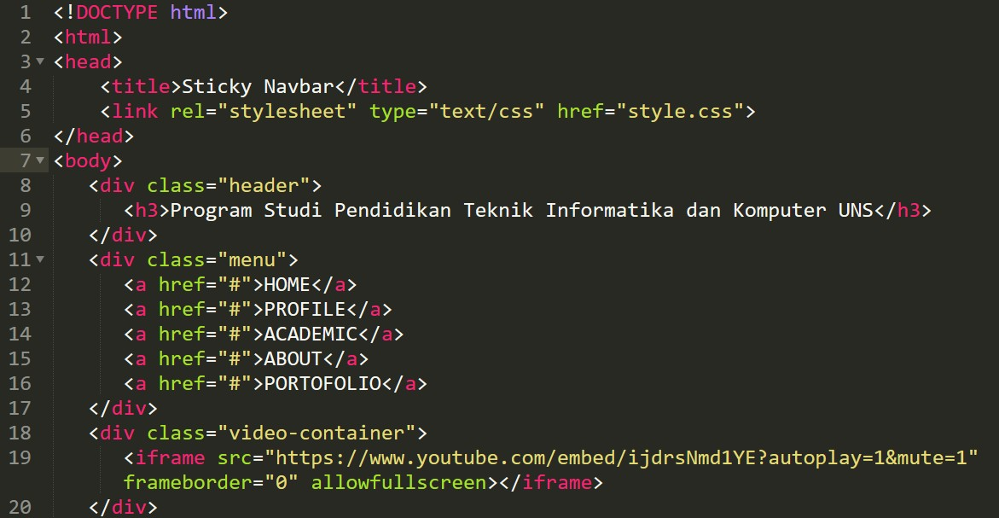 1 <!DOCTYPE html>
2 <html>
3 <head>
4     <title>Sticky Navbar</title>
5     <link rel="stylesheet" type="text/css" href="style.css">
6 </head>
7 <body>
8    <div class="header">
9       <h3>Program Studi Pendidikan Teknik Informatika dan Komputer UNS</h3>
10    </div>
11    <div class="menu">
12       <a href="#">HOME</a>
13       <a href="#">PROFILE</a>
14       <a href="#">ACADEMIC</a>
15       <a href="#">ABOUT</a>
16       <a href="#">PORTOFOLIO</a>
17    </div>
18    <div class="video-container">
19       <iframe src="https://www.youtube.com/embed/ijdrsNmd1YE?autoplay=1&mute=1"
      frameborder="0" allowfullscreen></iframe>
20    </div>